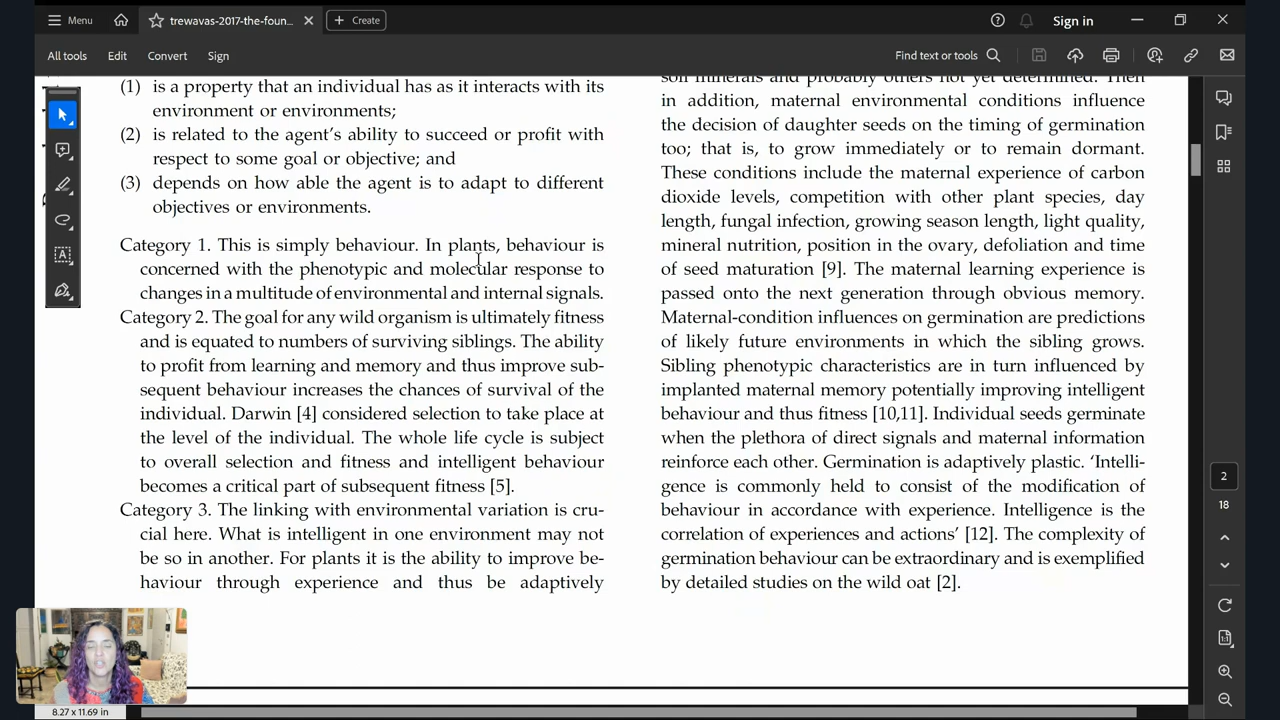 Menu
trewavas-2017-the-foun...
Create
Sign in
All tools
Edit
Convert
Sign
Find text or tools
(1) is a property that an individual has as it interacts with its
environment or environments;
(2) is related to the agent's ability to succeed or profit with
respect to some goal or objective; and
(3) depends on how able the agent is to adapt to different
objectives or environments.
Category 1. This is simply behaviour. In plants, behaviour is
concerned with the phenotypic and molecular response to
changes in a multitude of environmental and internal signals.
Category 2. The goal for any wild organism is ultimately fitness
and is equated to numbers of surviving siblings. The ability
to profit from learning and memory and thus improve sub-
sequent behaviour increases the chances of survival of the
individual. Darwin [4] considered selection to take place at
the level of the individual. The whole life cycle is subject
to overall selection and fitness and intelligent behaviour
becomes a critical part of subsequent fitness [5].
Category 3. The linking with environmental variation is cru-
cial here. What is intelligent in one environment may not
be so in another. For plants it is the ability to improve be-
haviour through experience and thus be adaptively
soil minerals and probably others not yet determined. Then
in addition, maternal environmental conditions influence
the decision of daughter seeds on the timing of germination
too; that is, to grow immediately or to remain dormant.
These conditions include the maternal experience of carbon
dioxide levels, competition with other plant species, day
length, fungal infection, growing season length, light quality,
mineral nutrition, position in the ovary, defoliation and time
of seed maturation [9]. The maternal learning experience is
passed onto the next generation through obvious memory.
Maternal-condition influences on germination are predictions
of likely future environments in which the sibling grows.
Sibling phenotypic characteristics are in turn influenced by
implanted maternal memory potentially improving intelligent
behaviour and thus fitness [10,11]. Individual seeds germinate
when the plethora of direct signals and maternal information
reinforce each other. Germination is adaptively plastic. 'Intelli-
gence is commonly held to consist of the modification of
behaviour in accordance with experience. Intelligence is the
correlation of experiences and actions' [12]. The complexity of
germination behaviour can be extraordinary and is exemplified
by detailed studies on the wild oat [2].
2
18
1:1
8.27 x 11.69 in